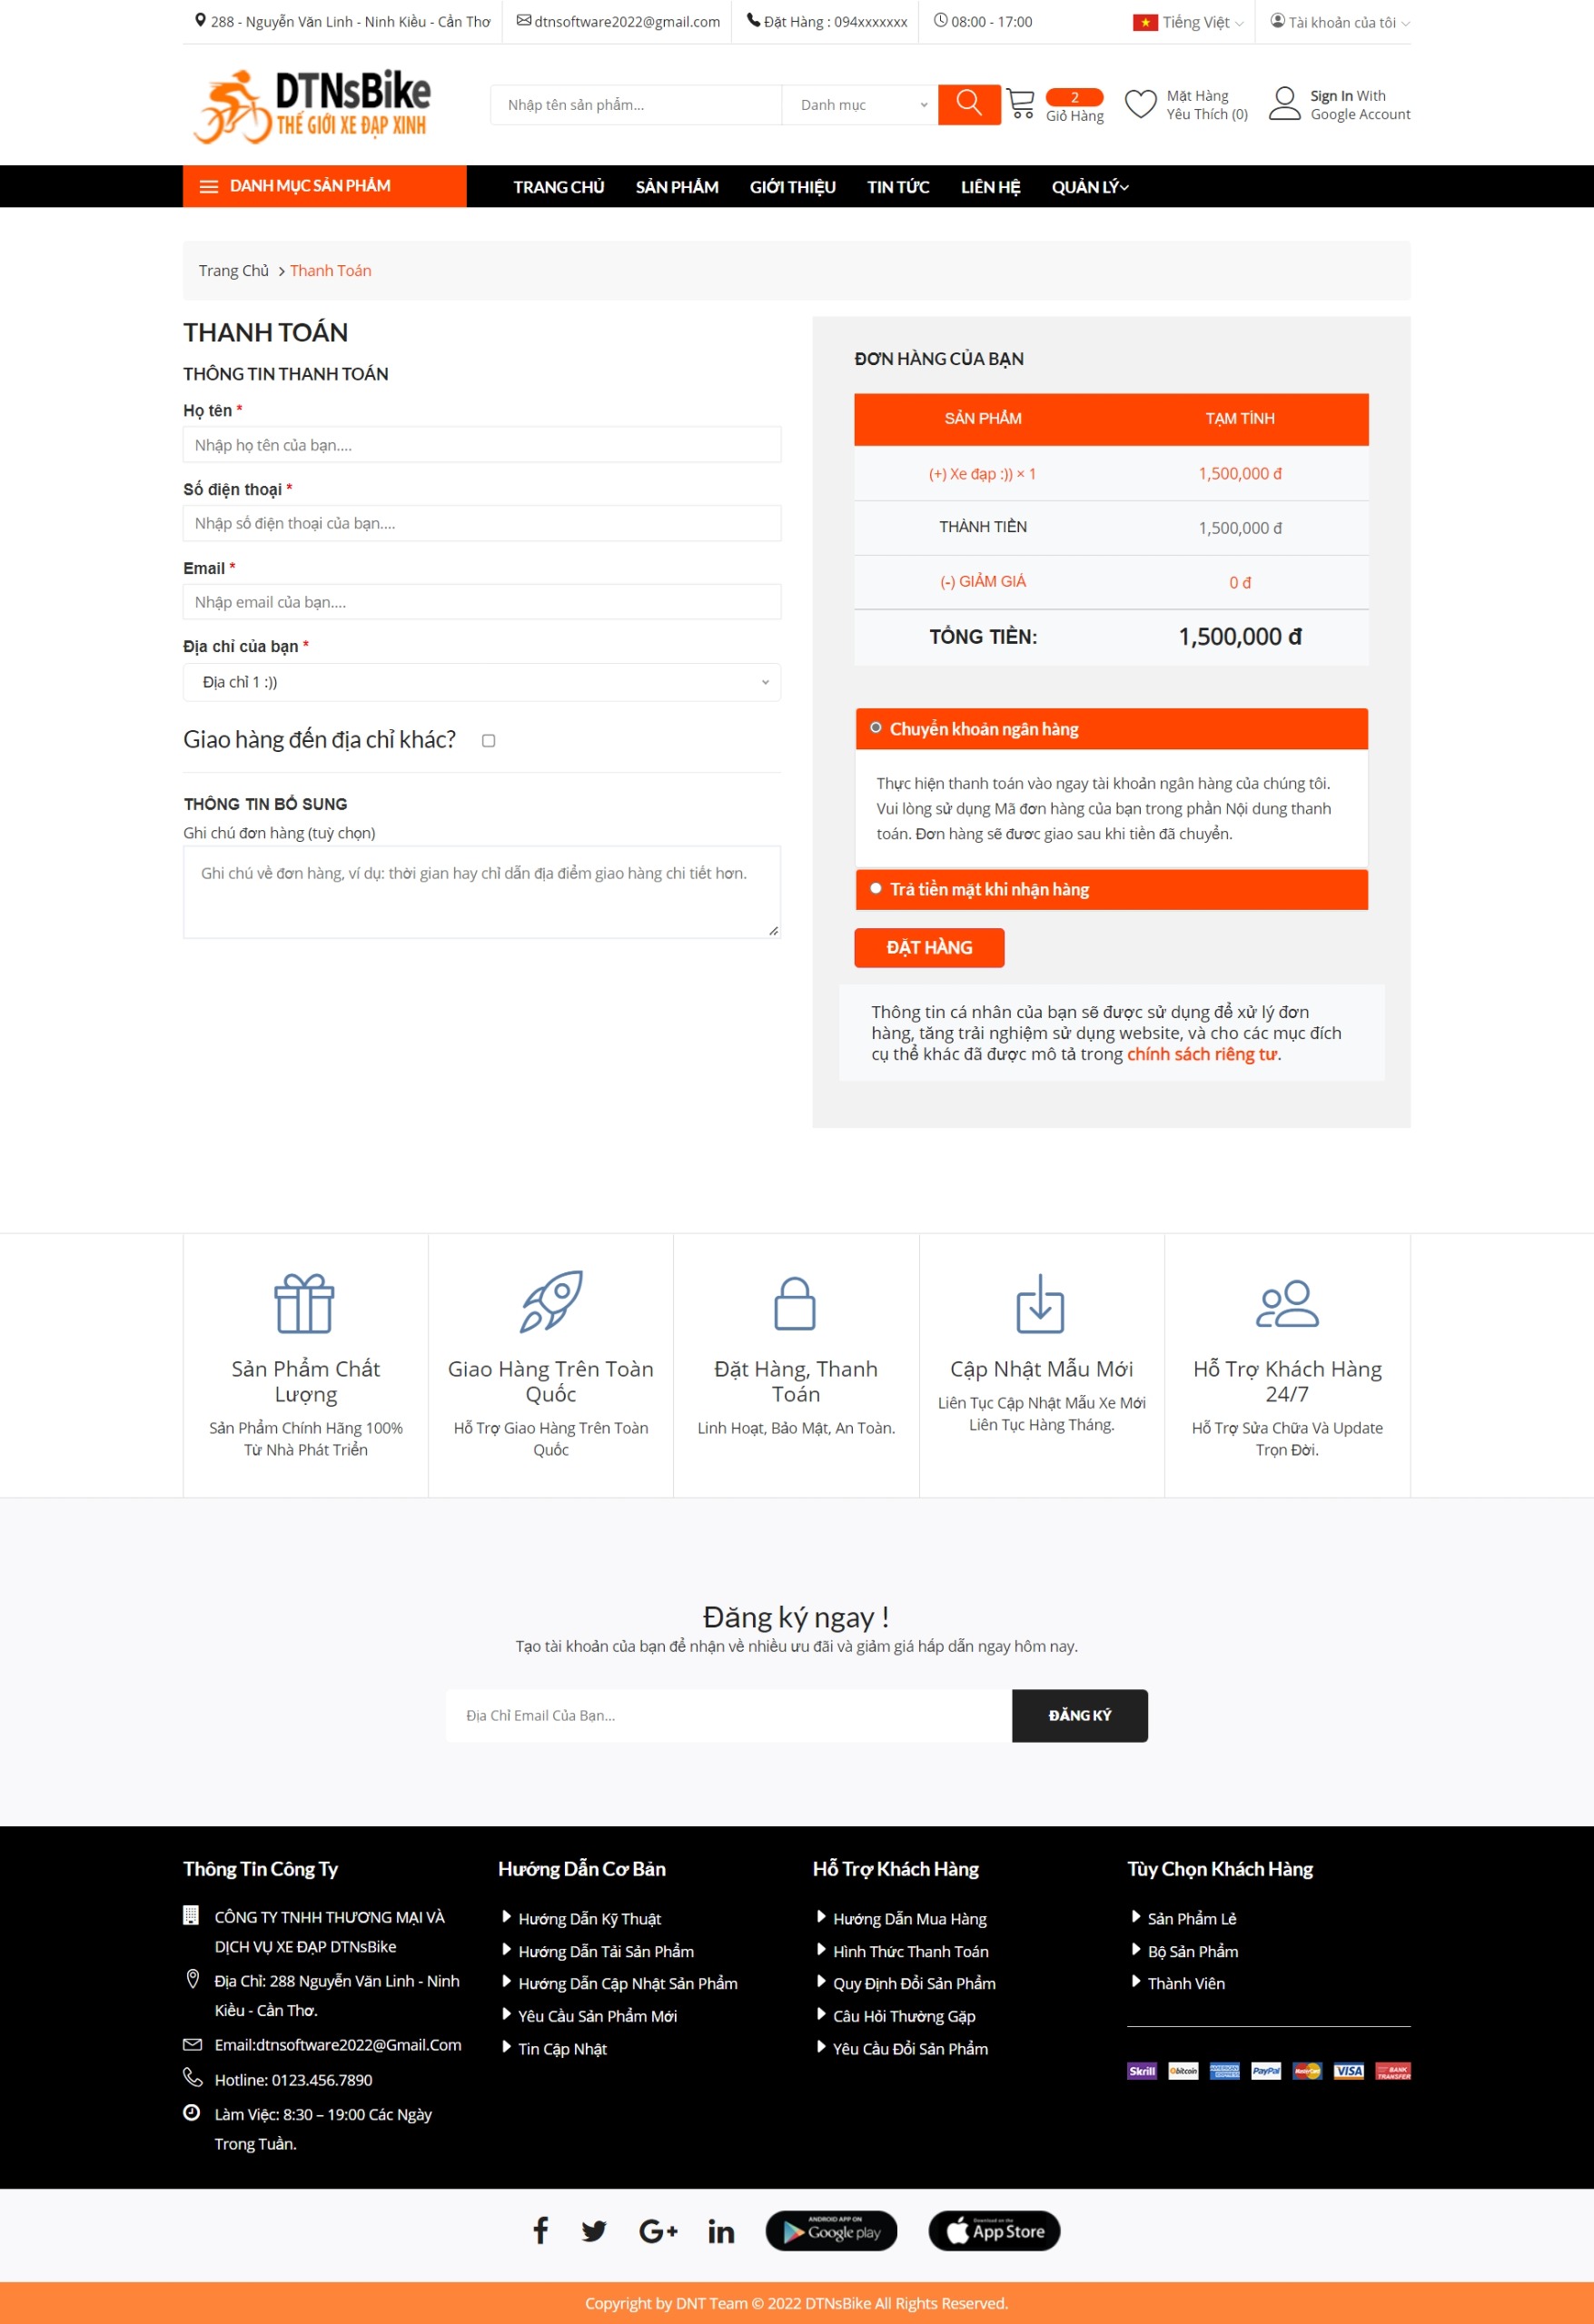 288 - Nguyễn Văn Linh - Ninh Kiều - Cần Thơ
dtnsoftware2022@gmail.com
Đặt Hàng : 094xxxxxxx
08:00 - 17:00
Tiếng Việt
Tài khoản của tôi
DTNsBike
THẾ GIỚI XE ĐẠP XINH
Nhập tên sản phẩm...
Danh mục
2
Giỏ Hàng
Mặt Hàng
Yêu Thích (0)
Sign In With
Google Account
DANH MỤC SẢN PHẨM
TRANG CHỦ
SẢN PHẨM
GIỚI THIỆU
TIN TỨC
LIÊN HỆ
QUẢN LÝ
Trang Chủ > Thanh Toán
THANH TOÁN
THÔNG TIN THANH TOÁN
Họ tên *
Nhập họ tên của bạn....
Số điện thoại *
Nhập số điện thoại của bạn....
Email *
Nhập email của bạn....
Địa chỉ của bạn *
Địa chỉ 1 :))
Giao hàng đến địa chỉ khác?
THÔNG TIN BỔ SUNG
Ghi chú đơn hàng (tuỳ chọn)
Ghi chú về đơn hàng, ví dụ: thời gian hay chỉ dẫn địa điểm giao hàng chi tiết hơn.
ĐƠN HÀNG CỦA BẠN
SẢN PHẨM TẠM TÍNH
(+) Xe đạp :)) × 1 1,500,000 đ
THÀNH TIỀN 1,500,000 đ
(-) GIẢM GIÁ 0 đ
TỔNG TIỀN: 1,500,000 đ
Chuyển khoản ngân hàng
Thực hiện thanh toán vào ngay tài khoản ngân hàng của chúng tôi.
Vui lòng sử dụng Mã đơn hàng của bạn trong phần Nội dung thanh
toán. Đơn hàng sẽ đươc giao sau khi tiền đã chuyển.
Trả tiền mặt khi nhận hàng
ĐẶT HÀNG
Thông tin cá nhân của bạn sẽ được sử dụng để xử lý đơn
hàng, tăng trải nghiệm sử dụng website, và cho các mục đích
cụ thể khác đã được mô tả trong chính sách riêng tư.
Sản Phẩm Chất
Lượng
Sản Phẩm Chính Hãng 100%
Từ Nhà Phát Triển
Giao Hàng Trên Toàn
Quốc
Hỗ Trợ Giao Hàng Trên Toàn
Quốc
Đặt Hàng, Thanh
Toán
Linh Hoạt, Bảo Mật, An Toàn.
Cập Nhật Mẫu Mới
Liên Tục Cập Nhật Mẫu Xe Mới
Liên Tục Hàng Tháng.
Hỗ Trợ Khách Hàng
24/7
Hỗ Trợ Sửa Chữa Và Update
Trọn Đời.
Đăng ký ngay !
Tạo tài khoản của bạn để nhận về nhiều ưu đãi và giảm giá hấp dẫn ngay hôm nay.
Địa Chỉ Email Của Bạn...
ĐĂNG KÝ
Thông Tin Công Ty
CÔNG TY TNHH THƯƠNG MẠI VÀ
DỊCH VỤ XE ĐẠP DTNsBike
Địa Chỉ: 288 Nguyễn Văn Linh - Ninh
Kiều - Cần Thơ.
Email:dtnsoftware2022@Gmail.Com
Hotline: 0123.456.7890
Làm Việc: 8:30 – 19:00 Các Ngày
Trong Tuần.
Hướng Dẫn Cơ Bản
Hướng Dẫn Kỹ Thuật
Hướng Dẫn Tải Sản Phẩm
Hướng Dẫn Cập Nhật Sản Phẩm
Yêu Cầu Sản Phẩm Mới
Tin Cập Nhật
Hỗ Trợ Khách Hàng
Hướng Dẫn Mua Hàng
Hình Thức Thanh Toán
Quy Định Đổi Sản Phẩm
Câu Hỏi Thường Gặp
Yêu Cầu Đổi Sản Phẩm
Tùy Chọn Khách Hàng
Sản Phẩm Lẻ
Bộ Sản Phẩm
Thành Viên
Skrill
bitcoin
PayPal
MasterCard
VISA
BANK
TRANSFER
ANDROID APP ON
Google play
Download on the
App Store
Copyright by DNT Team © 2022 DTNsBike All Rights Reserved.